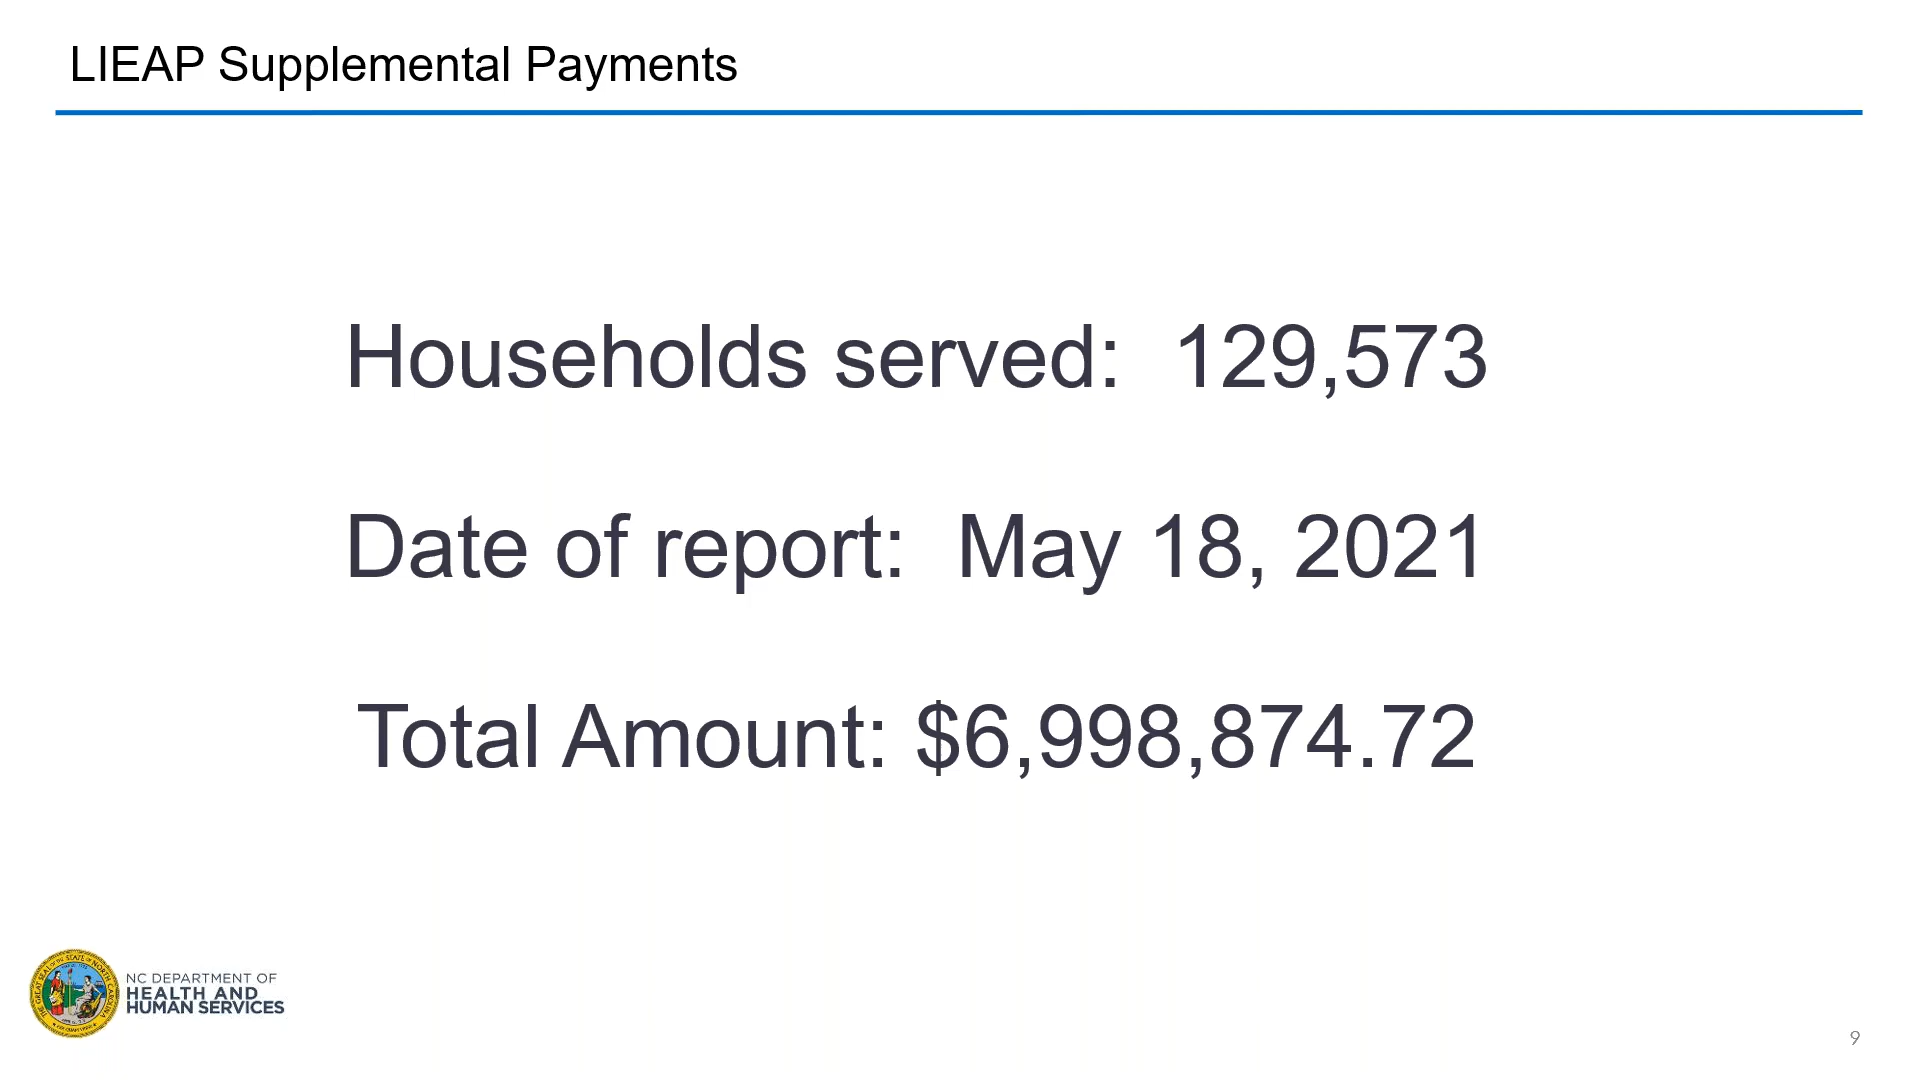 LIEAP Supplemental Payments
Households served:  129,573
Date of report:  May 18, 2021
Total Amount: $6,998,874.72
NC DEPARTMENT OF
HEALTH AND
HUMAN SERVICES
9